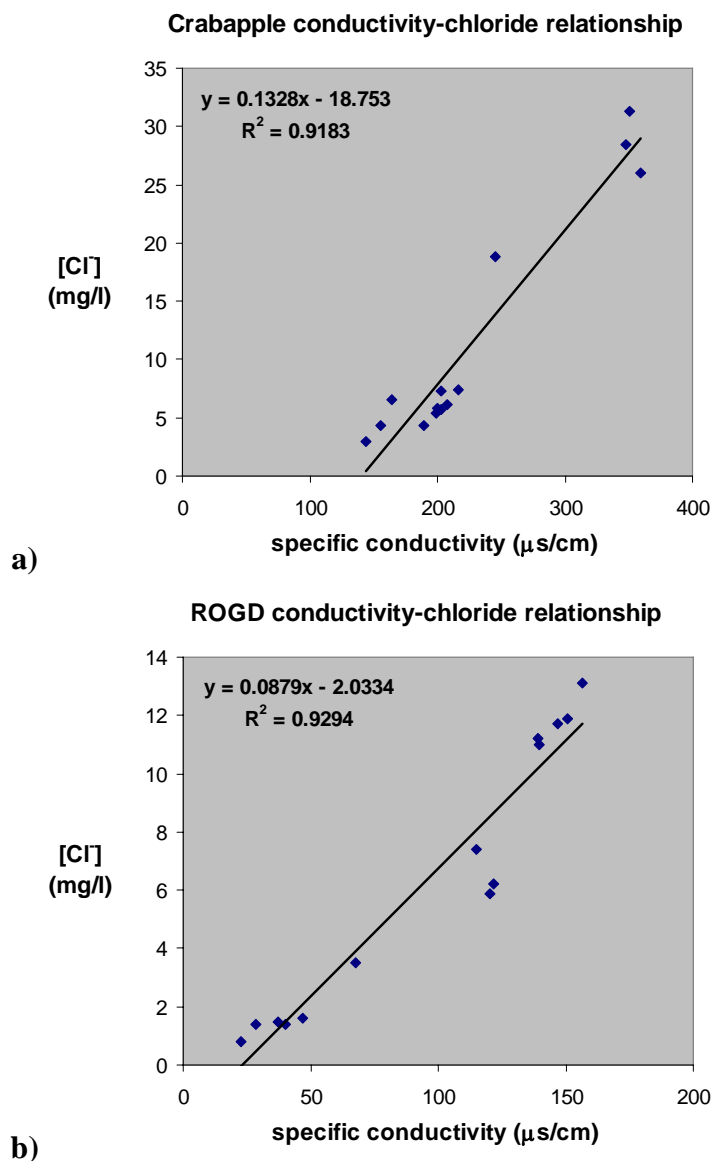 Crabapple conductivity-chloride relationship
y = 0.1328x - 18.753
R² = 0.9183
35
30
25
20
15
10
5
0
[Cl⁻]
(mg/l)
0 100 200 300 400
specific conductivity (μs/cm)
a)
ROGD conductivity-chloride relationship
y = 0.0879x - 2.0334
R² = 0.9294
14
12
10
8
6
4
2
0
[Cl⁻]
(mg/l)
0 50 100 150 200
specific conductivity (μs/cm)
b)